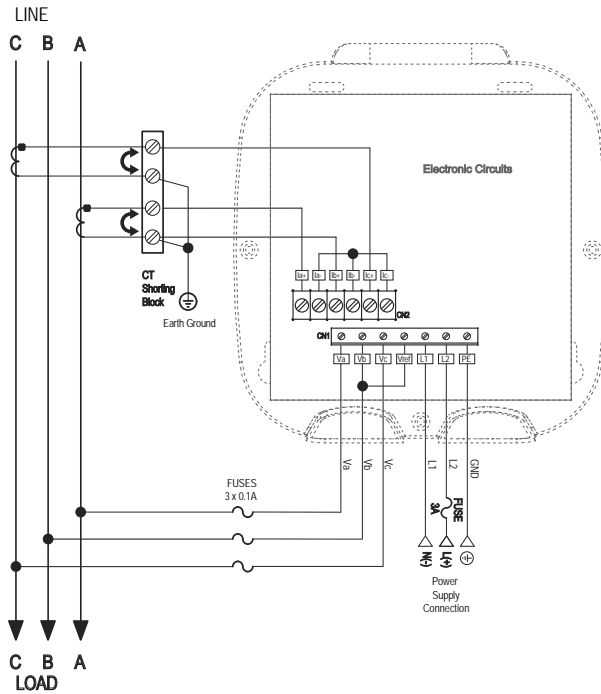 LINE
C B A
Electronic Circuits
CT
Shorting
Block
Earth Ground
Ia+ Ia- Ib+ Ib- Ic+ Ic-
CN2
CN1
Va Vb Vc Vref L1 L2 PE
Va Vb Vc L1 L2 GND
FUSES
3 x 0.1A
FUSE
3A
N(-) L(+)
Power
Supply
Connection
C B A
LOAD